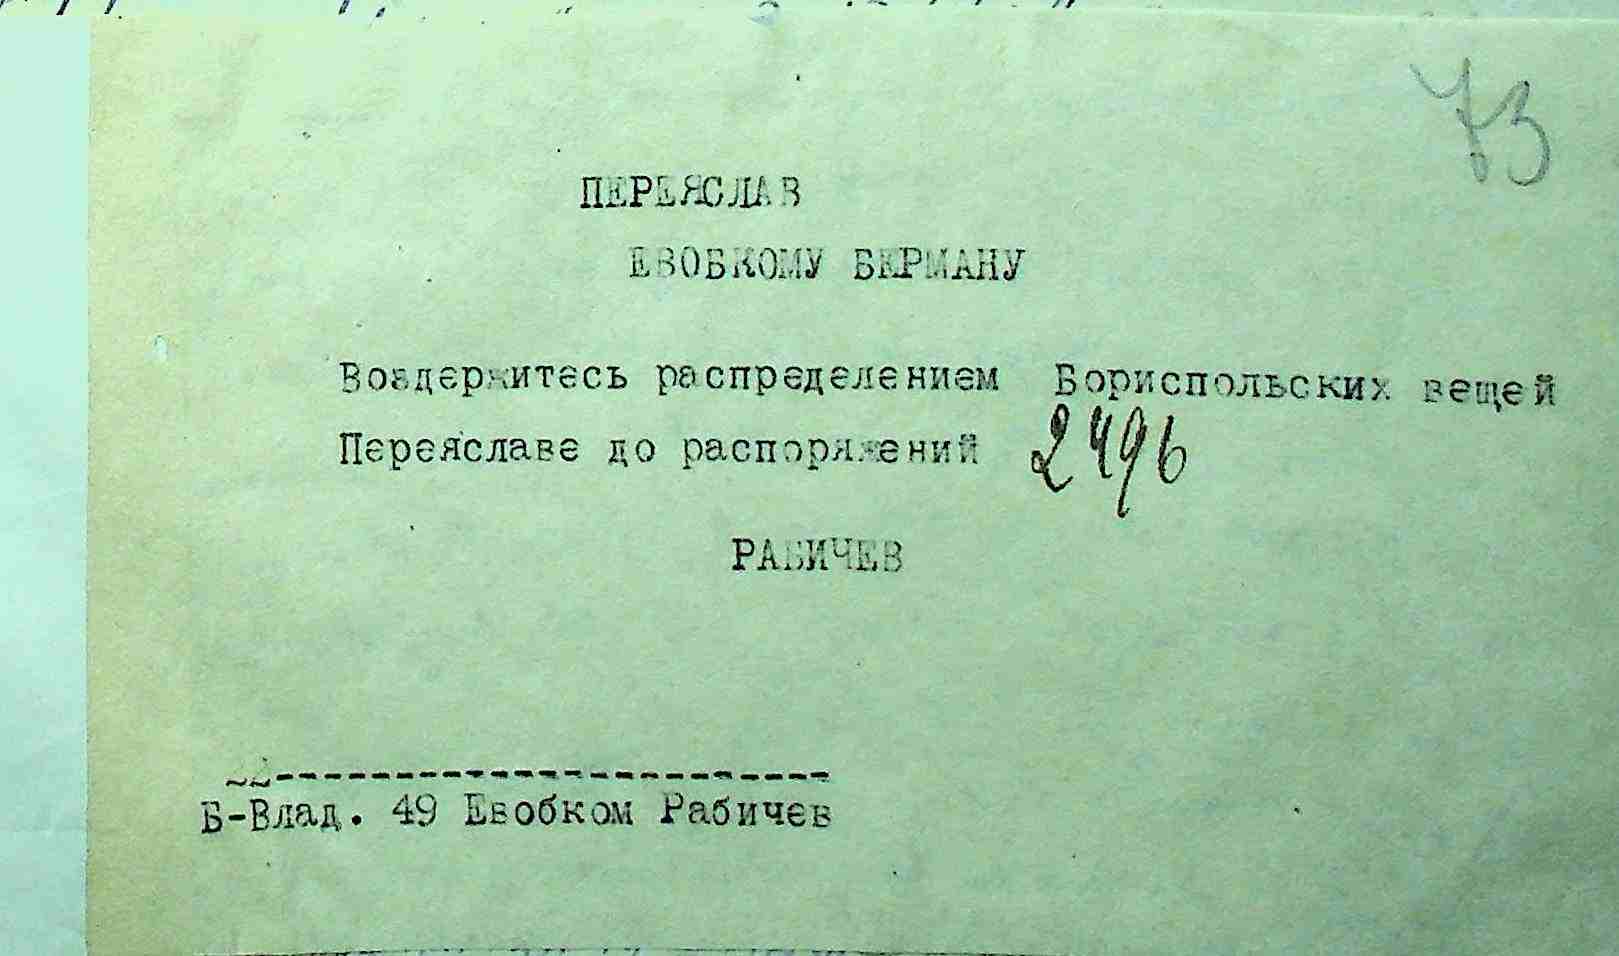 73
ПЕРЕЯСЛАВ
ЕВОБКОМУ БЕРМАНУ
Воздержитесь распределением Бориспольских вещей
Переяславе до распоряжений 2496
РАБИЧЕВ
Б-Влад. 49 Евобком Рабичев